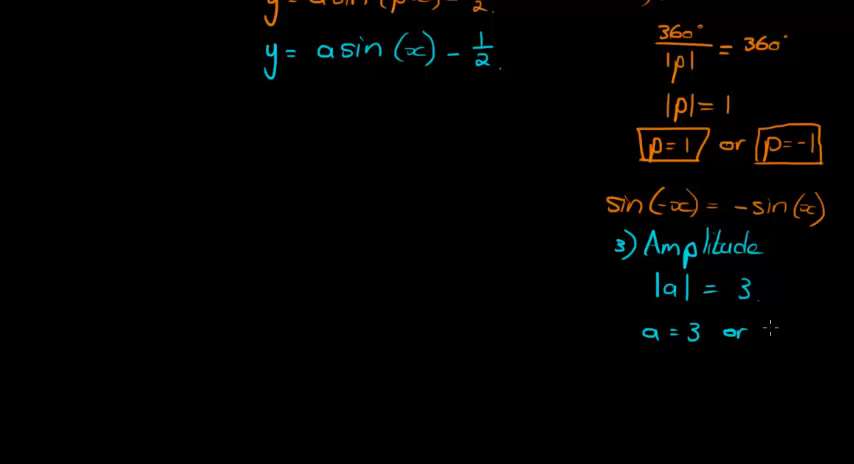 y = a sin (x) - 1/2
360° / |p| = 360°
|p| = 1
p = 1 or p = -1
sin(-x) = - sin(x)
3) Amplitude
|a| = 3
a = 3 or